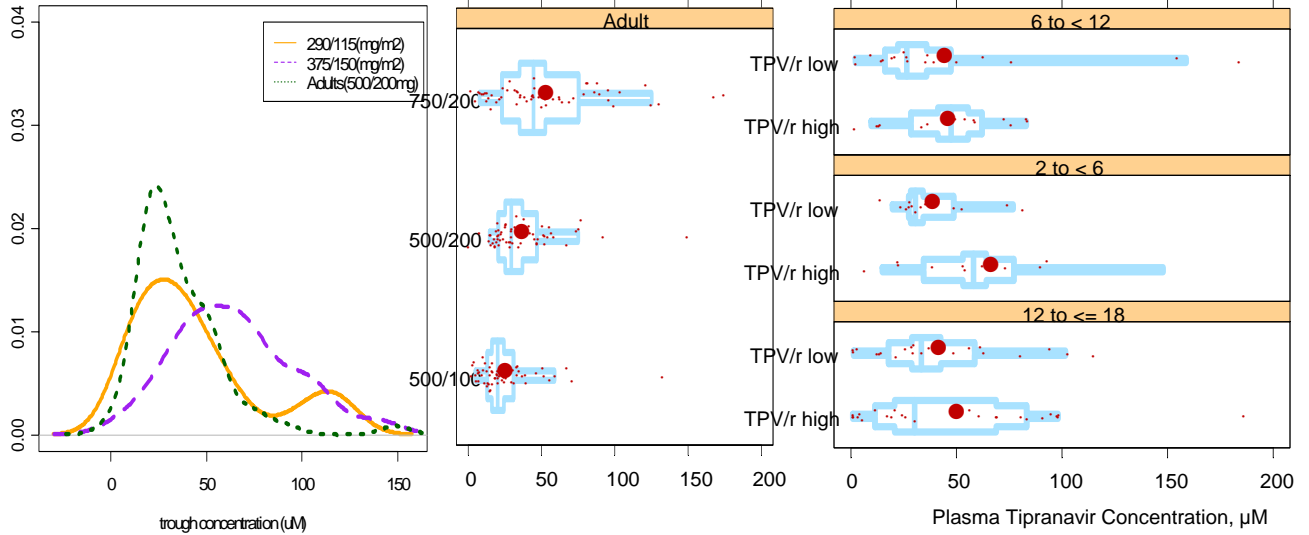 0.04
0.03
0.02
0.01
0.00
290/115(mg/m2)
375/150(mg/m2)
Adults(500/200mg)
0 50 100 150
trough concentration (uM)
Adult
750/200
500/200
500/100
0 50 100 150 200
6 to < 12
TPV/r low
TPV/r high
2 to < 6
TPV/r low
TPV/r high
12 to <= 18
TPV/r low
TPV/r high
0 50 100 150 200
Plasma Tipranavir Concentration, µM